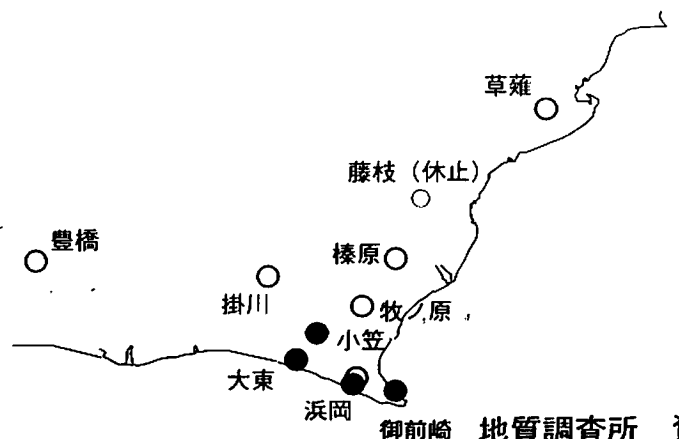 草薙
藤枝（休止）
豊橋
榛原
掛川
牧ノ原
小笠
大東
浜岡
御前崎
地質調査所